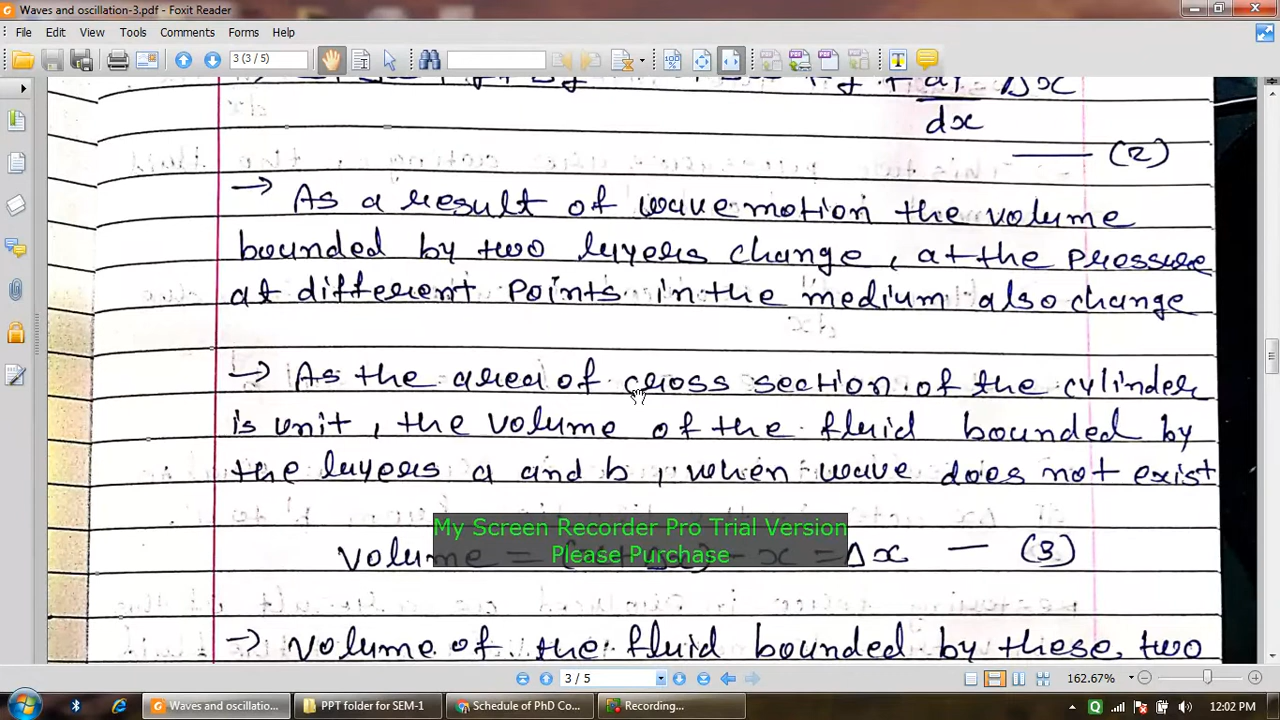 Waves and oscillation-3.pdf - Foxit Reader
File Edit View Tools Comments Forms Help
3 (3 / 5)
Δx
dx
(2)
→ As a result of wave motion the volume
bounded by two layers change, at the pressure
at different points in the medium also change
→ As the area of cross section of the cylinder
is unit, the volume of the fluid bounded by
the layers a and b, when wave does not exist
My Screen Recorder Pro Trial Version
Please Purchase
volume = - x = Δx — (3)
→ volume of the fluid bounded by these two
3 / 5
162.67%
Waves and oscillatio...
PPT folder for SEM-1
Schedule of PhD Co...
Recording...
12:02 PM